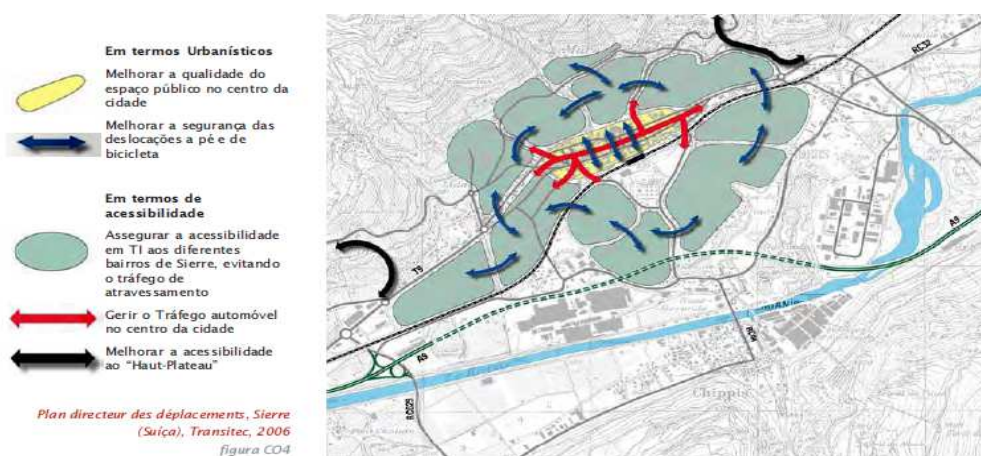 Em termos Urbanísticos
Melhorar a qualidade do
espaço público no centro da
cidade
Melhorar a segurança das
deslocações a pé e de
bicicleta
Em termos de
acessibilidade
Assegurar a acessibilidade
em TI aos diferentes
bairros de Sierre, evitando
o tráfego de
atravessamento
Gerir o Tráfego automóvel
no centro da cidade
Melhorar a acessibilidade
ao "Haut-Plateau"
Plan directeur des déplacements, Sierre
(Suíça), Transitec, 2006
figura CO4
A9
T9
A9
Chippis